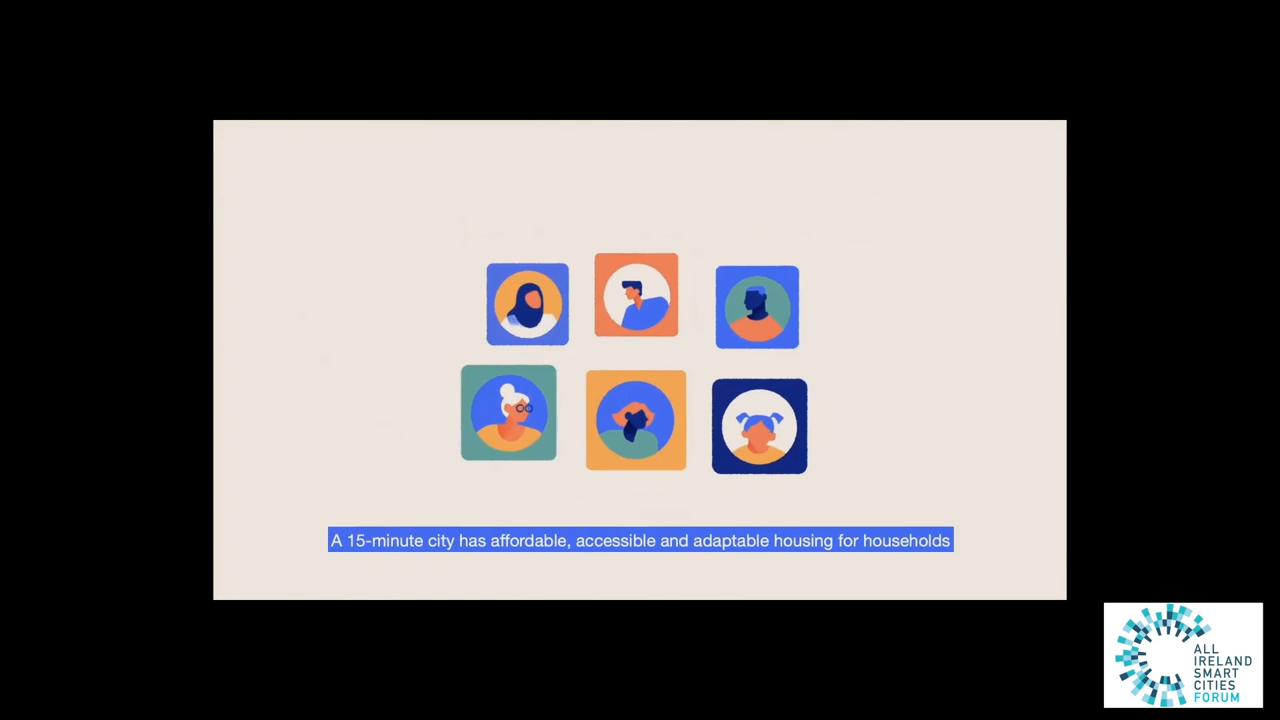 A 15-minute city has affordable, accessible and adaptable housing for households
ALL
IRELAND
SMART
CITIES
FORUM